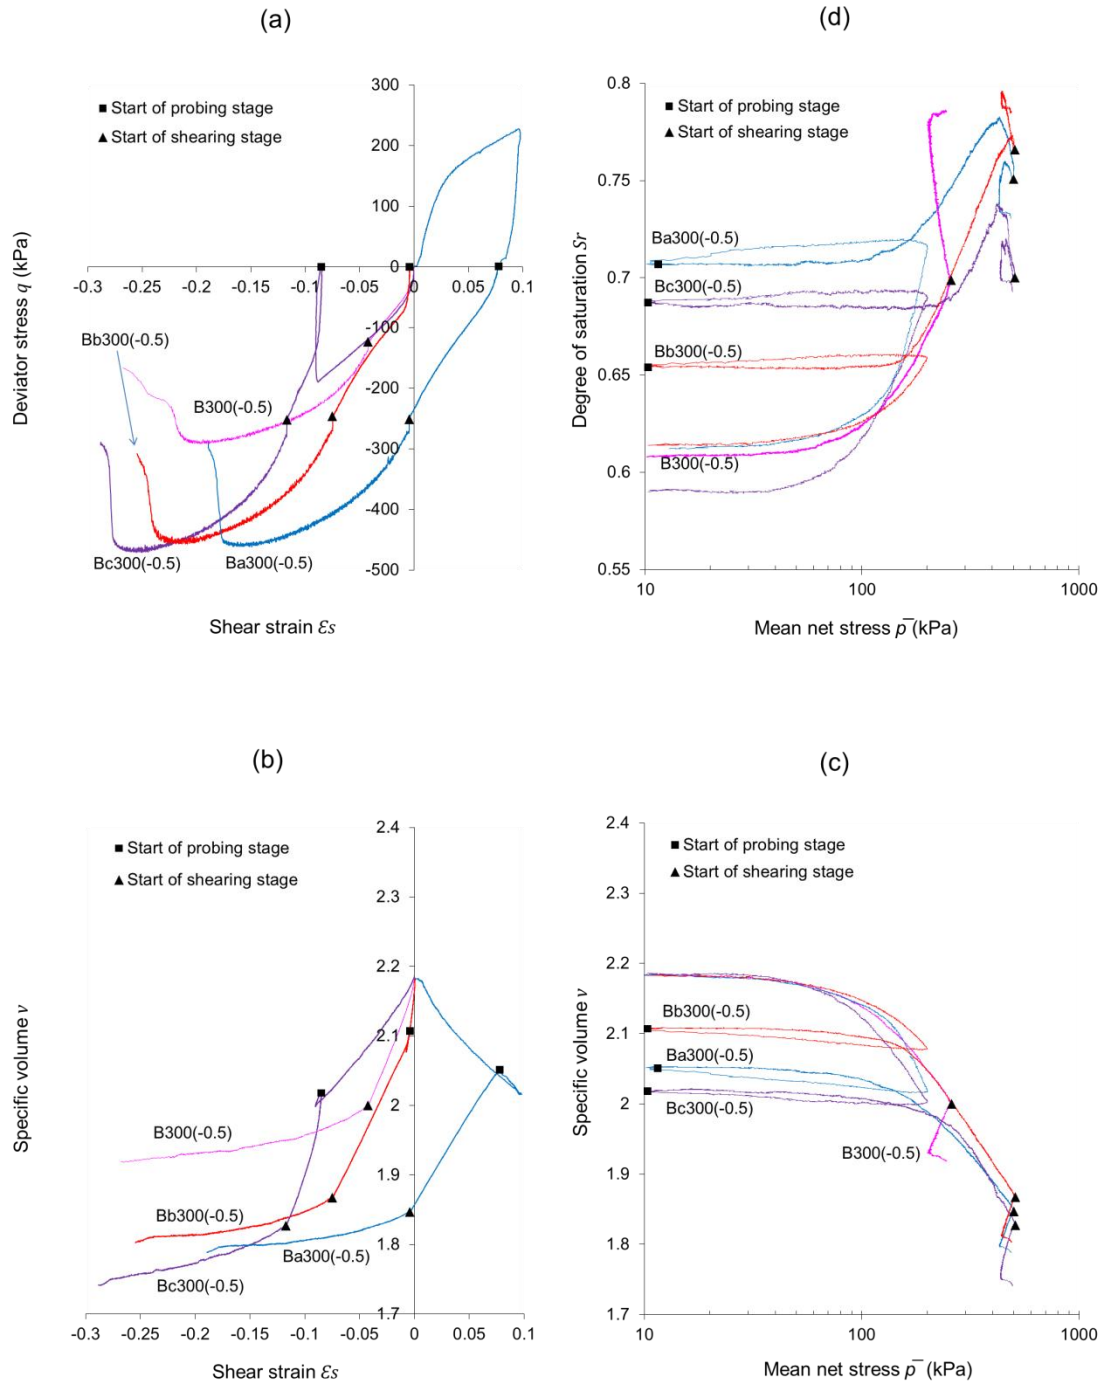 (a)
300
■ Start of probing stage
▲ Start of shearing stage
200
100
0
-0.3
-0.25
-0.2
-0.15
-0.1
-0.05
0
0.05
0.1
-100
-200
-300
-400
-500
Bb300(-0.5)
B300(-0.5)
Bc300(-0.5)
Ba300(-0.5)
Deviator stress q (kPa)
Shear strain Ɛs
(d)
0.8
■ Start of probing stage
▲ Start of shearing stage
0.75
Ba300(-0.5)
0.7
Bc300(-0.5)
Bb300(-0.5)
0.65
B300(-0.5)
0.6
0.55
10
100
1000
Degree of saturation Sr
Mean net stress p̅ (kPa)
(b)
2.4
■ Start of probing stage
▲ Start of shearing stage
2.3
2.2
2.1
2
1.9
1.8
1.7
B300(-0.5)
Bb300(-0.5)
Ba300(-0.5)
Bc300(-0.5)
-0.3
-0.25
-0.2
-0.15
-0.1
-0.05
0
0.05
0.1
Specific volume v
Shear strain Ɛs
(c)
2.4
■ Start of probing stage
▲ Start of shearing stage
2.3
2.2
Bb300(-0.5)
2.1
Ba300(-0.5)
Bc300(-0.5)
2
B300(-0.5)
1.9
1.8
1.7
10
100
1000
Specific volume v
Mean net stress p̅ (kPa)